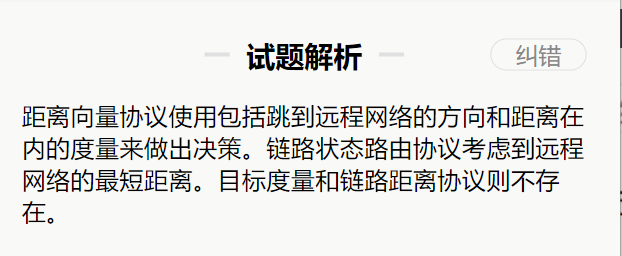 试题解析
纠错
距离向量协议使用包括跳到远程网络的方向和距离在
内的度量来做出决策。链路状态路由协议考虑到远程
网络的最短距离。目标度量和链路距离协议则不存
在。